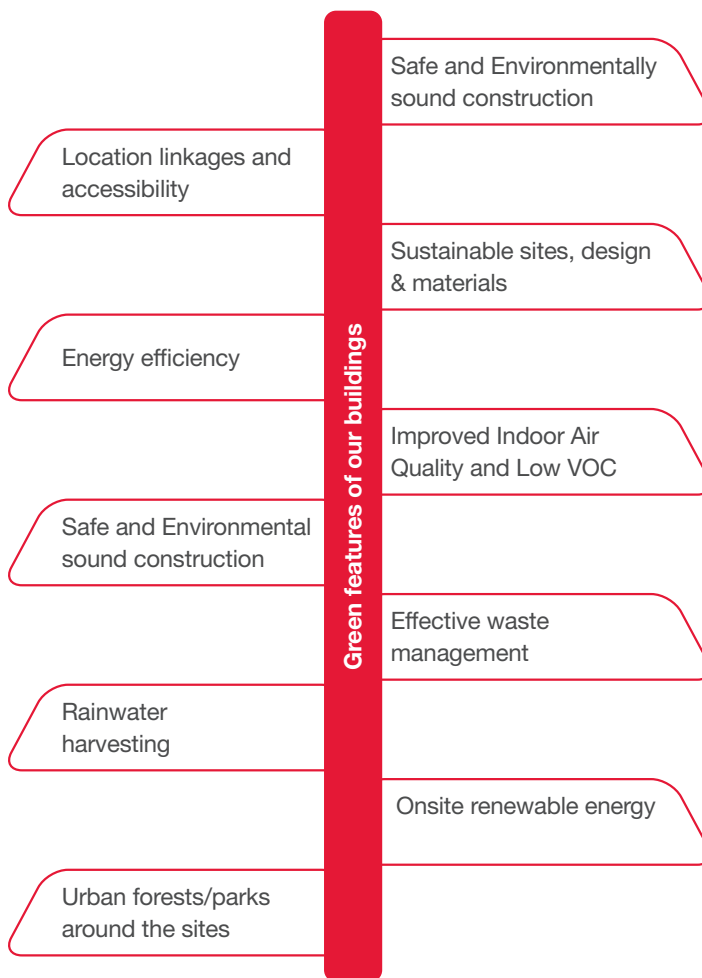 Safe and Environmentally
sound construction
Location linkages and
accessibility
Sustainable sites, design
& materials
Energy efficiency
Green features of our buildings
Improved Indoor Air
Quality and Low VOC
Safe and Environmental
sound construction
Effective waste
management
Rainwater
harvesting
Onsite renewable energy
Urban forests/parks
around the sites